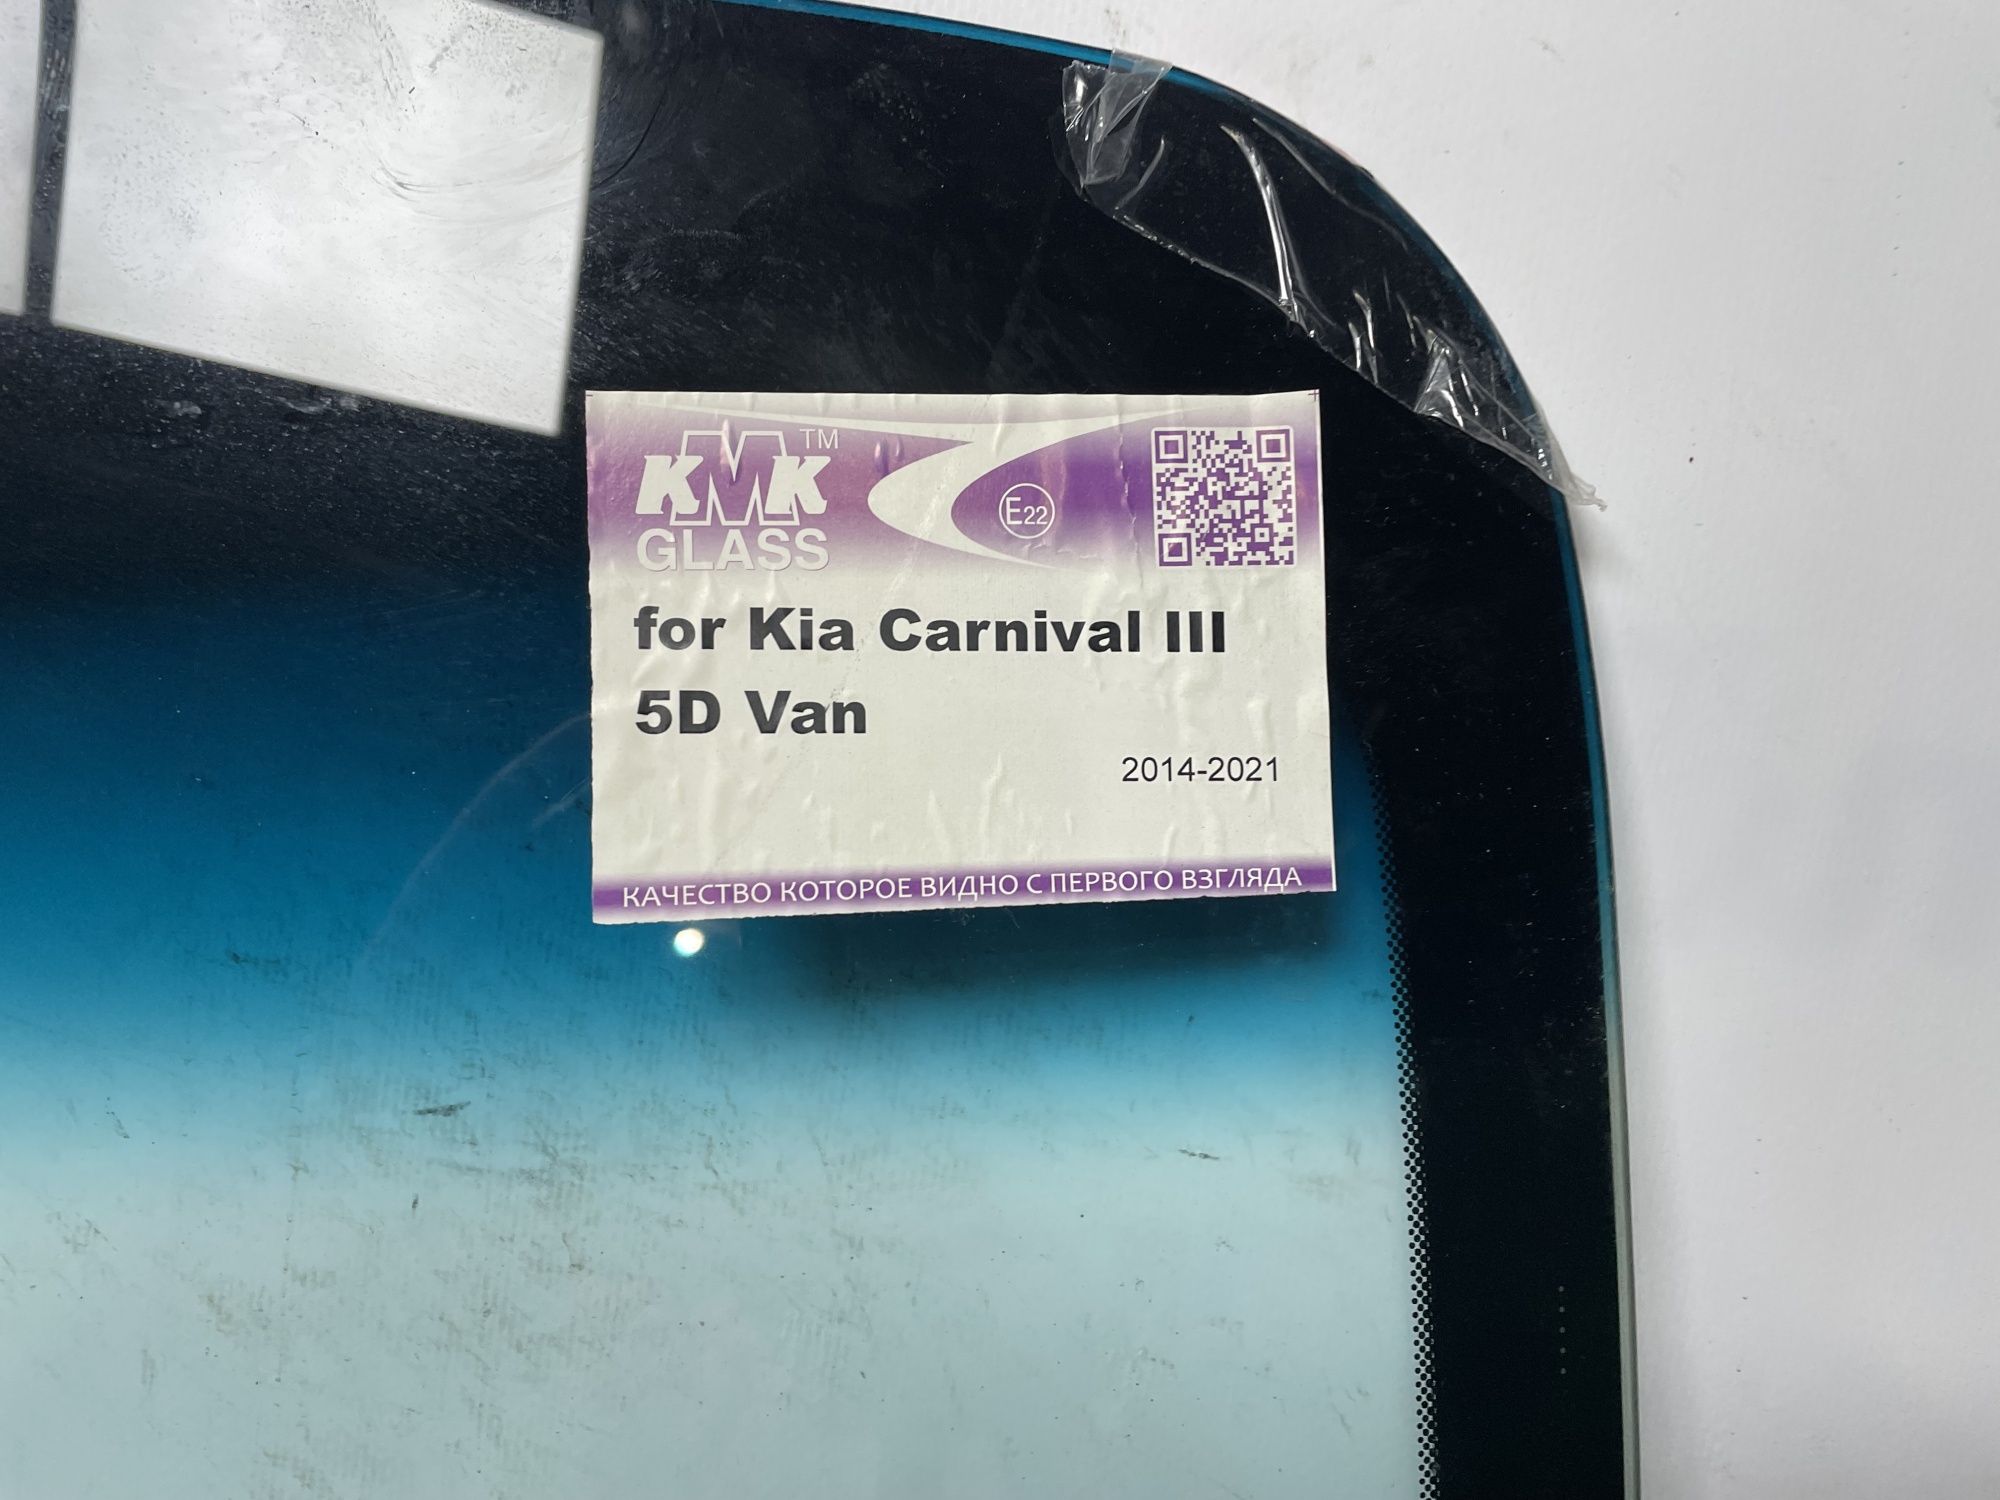 KMK™
GLASS
E22
for Kia Carnival III
5D Van
2014-2021
КАЧЕСТВО КОТОРОЕ ВИДНО С ПЕРВОГО ВЗГЛЯДА